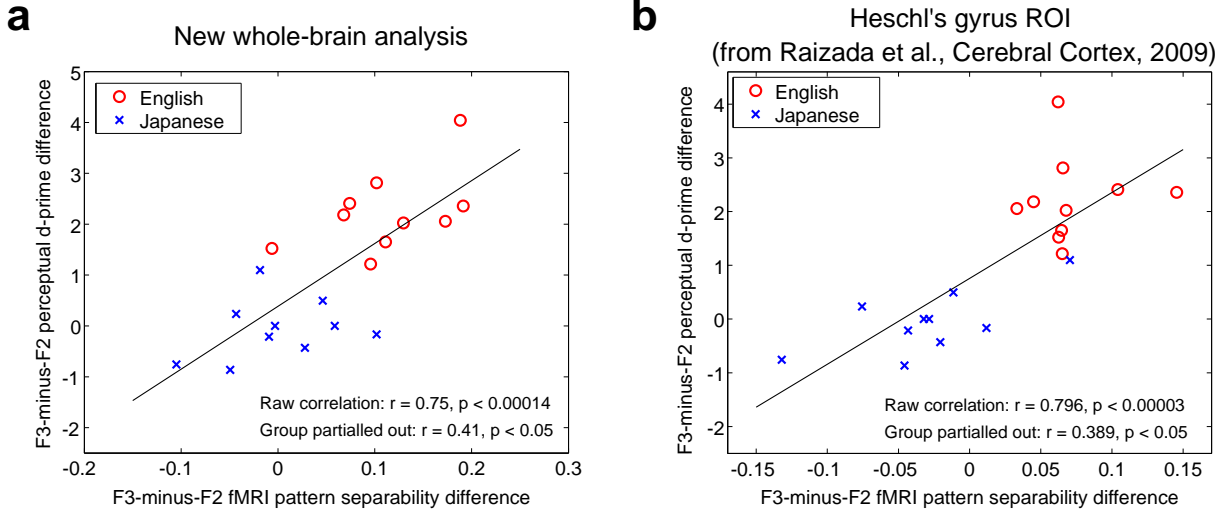 a
New whole-brain analysis
F3-minus-F2 perceptual d-prime difference
5
4
3
2
1
0
-1
-2
English
Japanese
Raw correlation: r = 0.75, p < 0.00014
Group partialled out: r = 0.41, p < 0.05
-0.2 -0.1 0 0.1 0.2 0.3
F3-minus-F2 fMRI pattern separability difference
b
Heschl's gyrus ROI
(from Raizada et al., Cerebral Cortex, 2009)
F3-minus-F2 perceptual d-prime difference
4
3
2
1
0
-1
-2
English
Japanese
Raw correlation: r = 0.796, p < 0.00003
Group partialled out: r = 0.389, p < 0.05
-0.15 -0.1 -0.05 0 0.05 0.1 0.15
F3-minus-F2 fMRI pattern separability difference